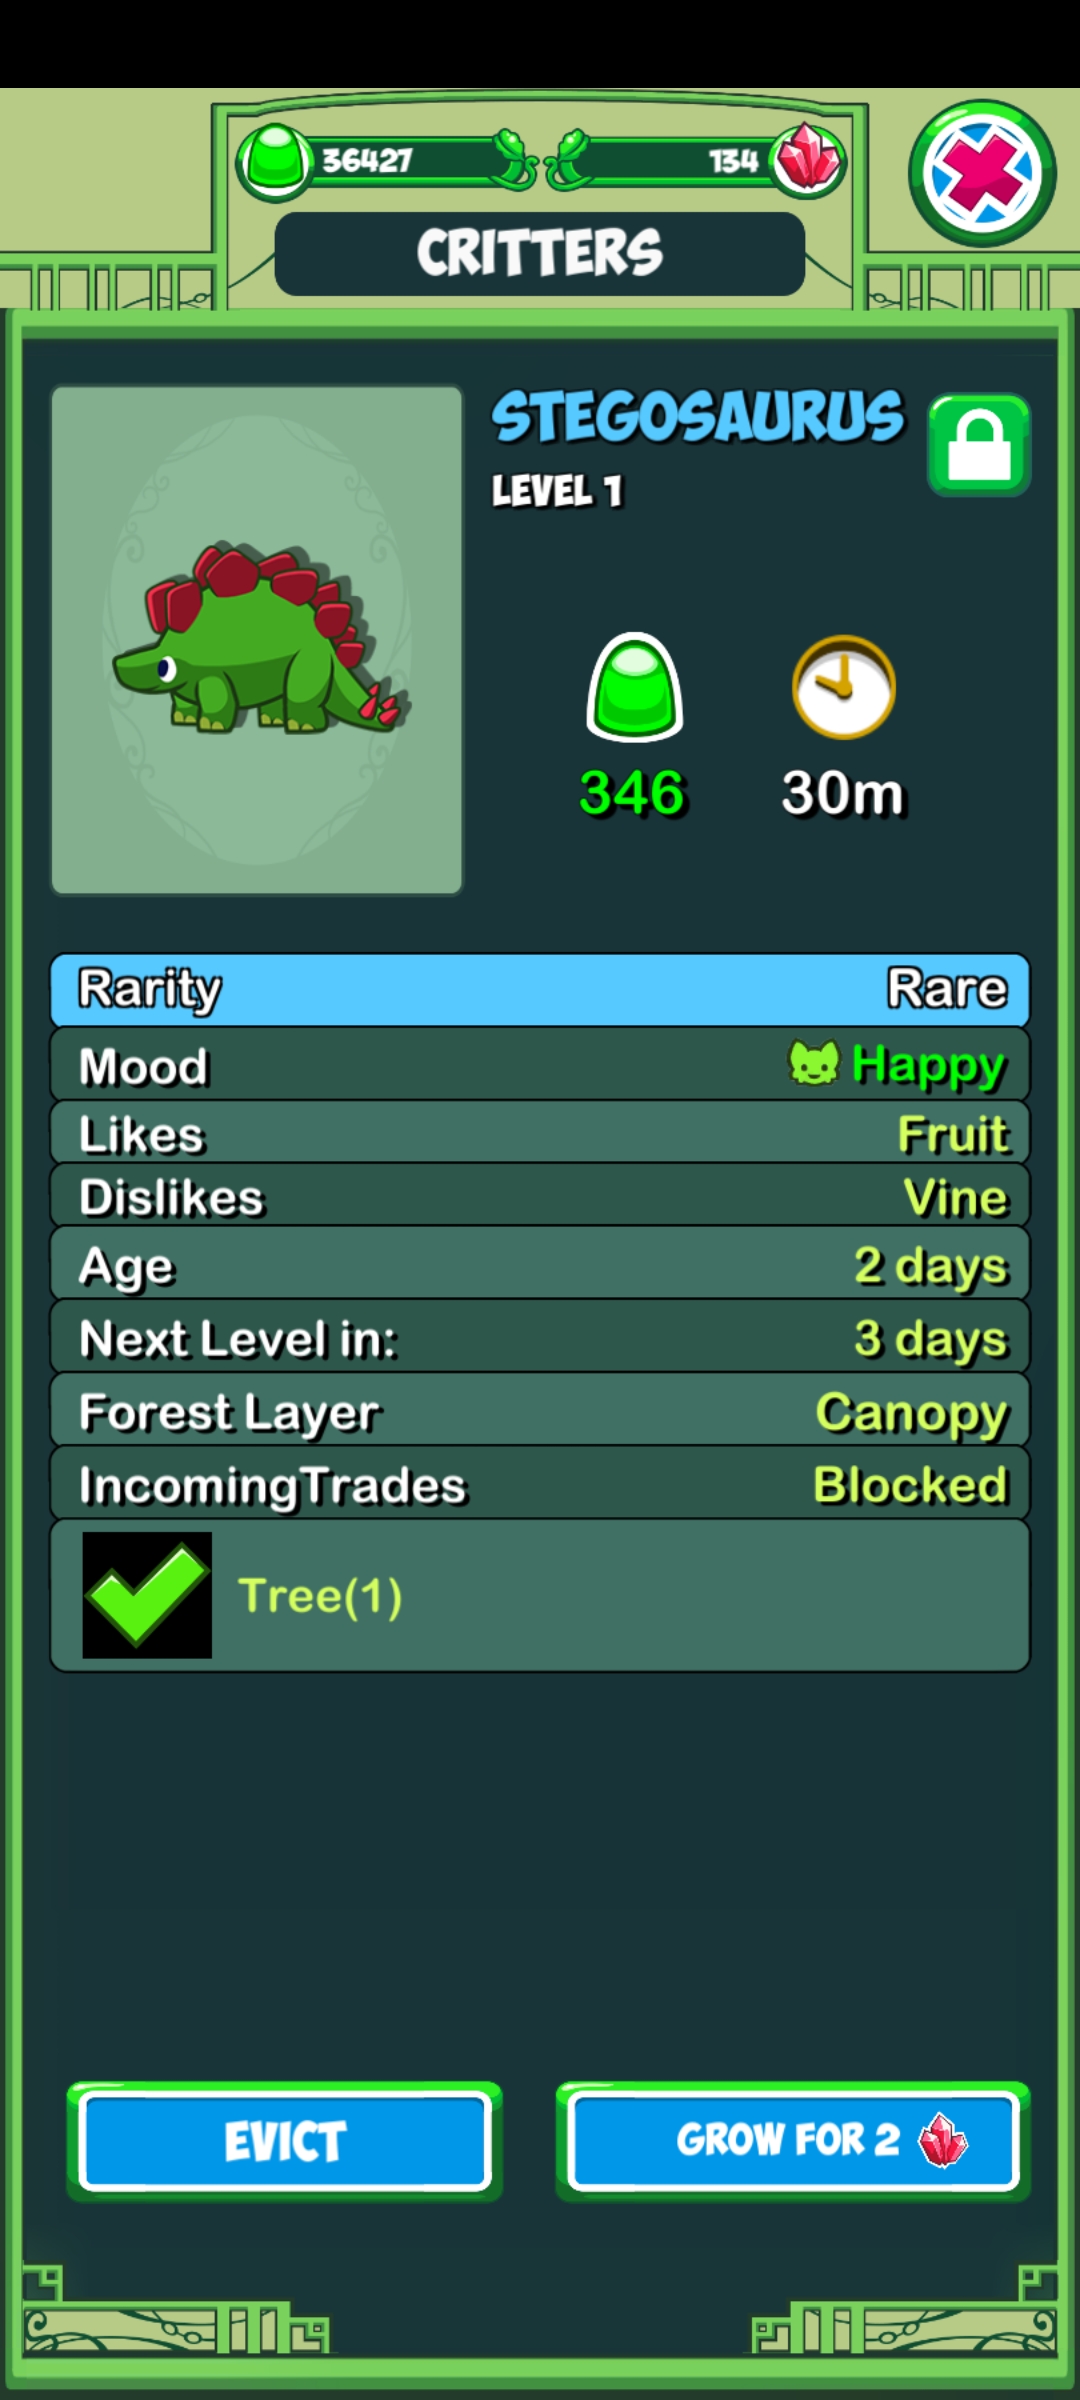 36427 134
CRITTERS
STEGOSAURUS
LEVEL 1
346 30m
Rarity Rare
Mood Happy
Likes Fruit
Dislikes Vine
Age 2 days
Next Level in: 3 days
Forest Layer Canopy
IncomingTrades Blocked
Tree(1)
EVICT GROW FOR 2